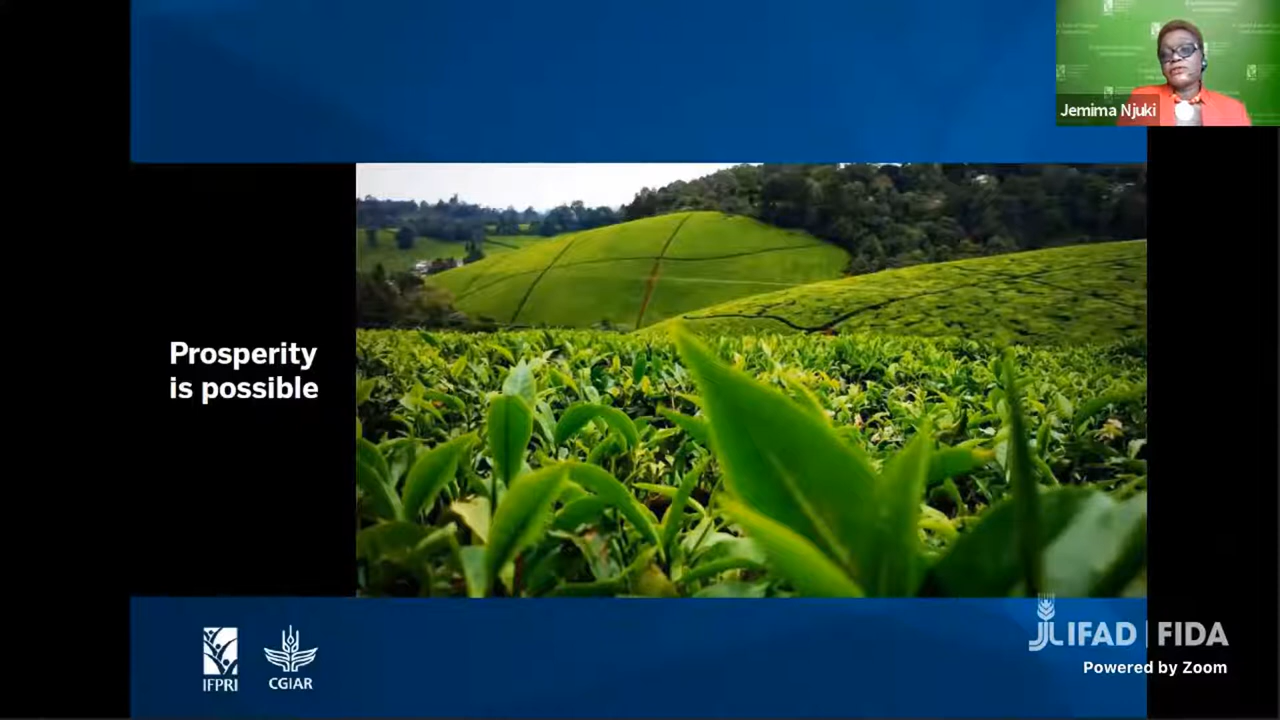 Jemima Njuki
Prosperity
is possible
IFPRI
CGIAR
IFAD | FIDA
Powered by Zoom